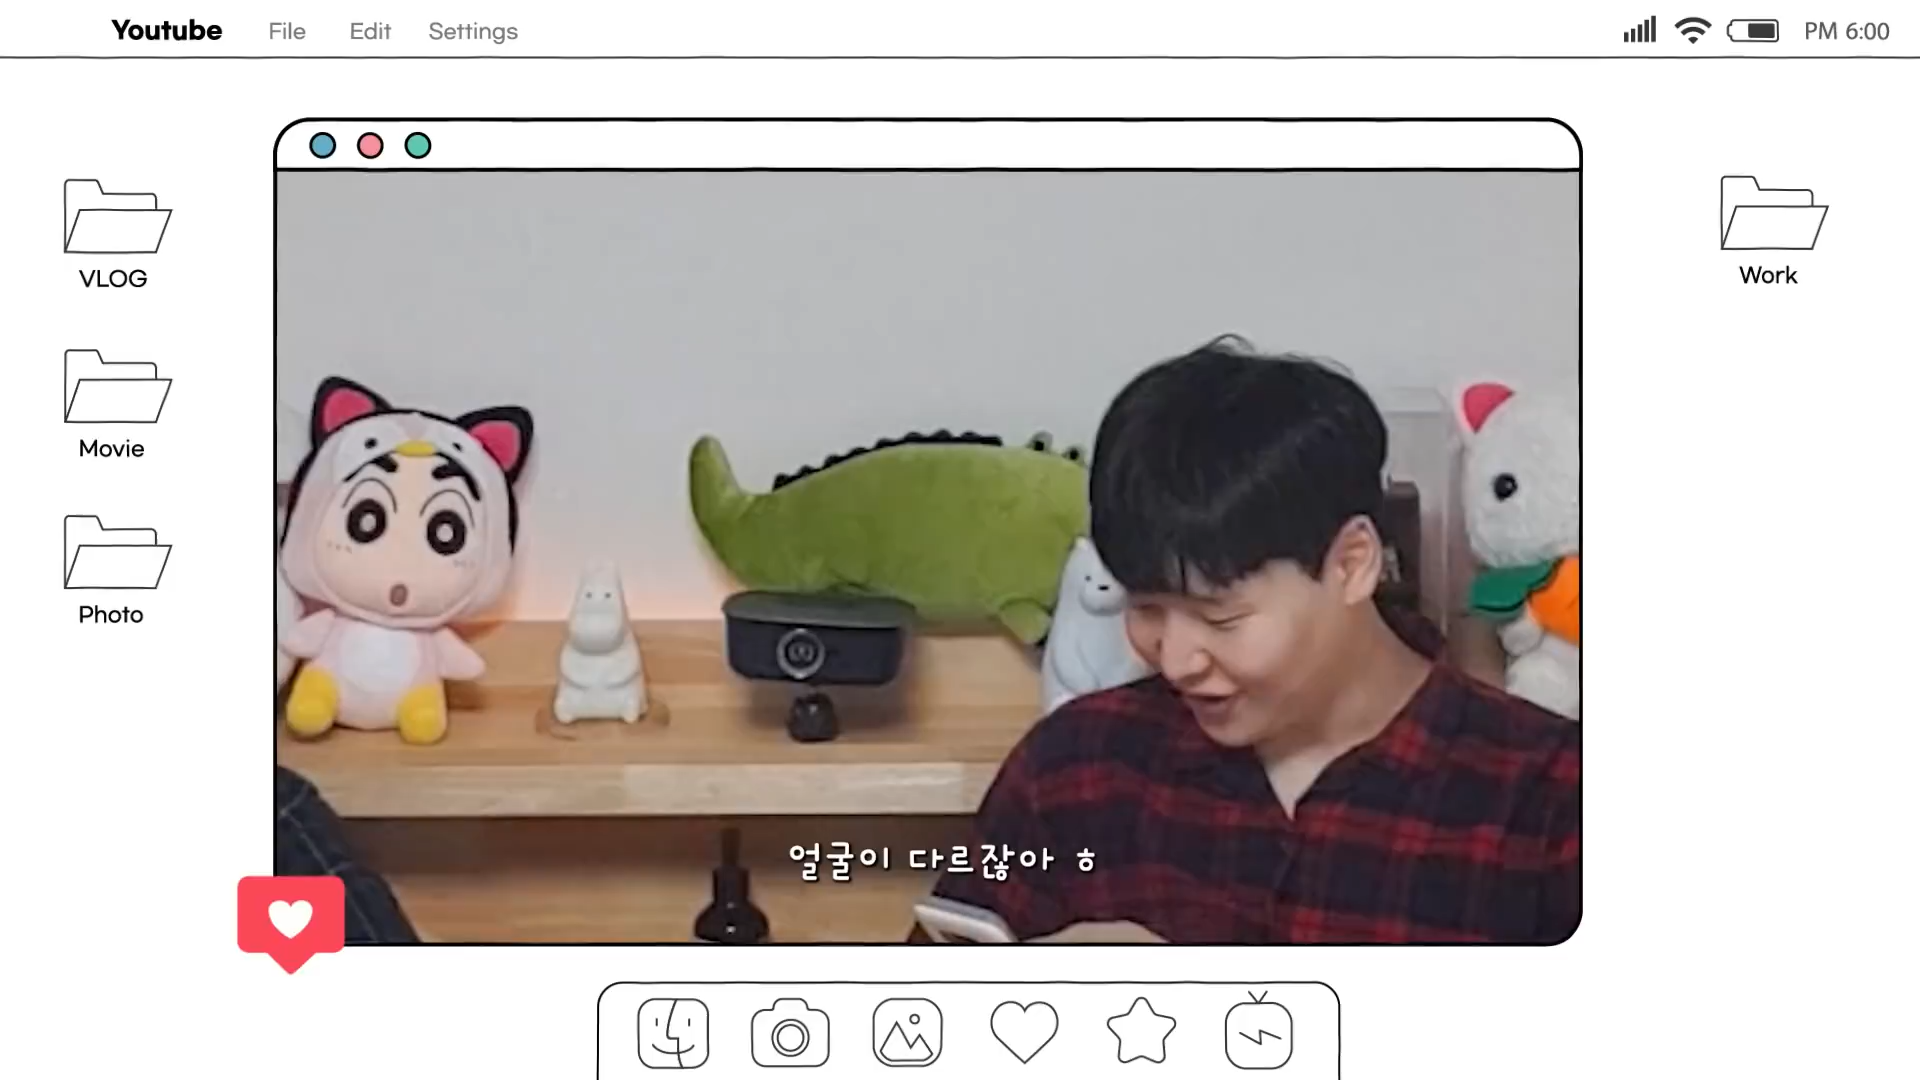 Youtube File Edit Settings PM 6:00
VLOG
Work
Movie
Photo
얼굴이 다르잖아 ㅎ